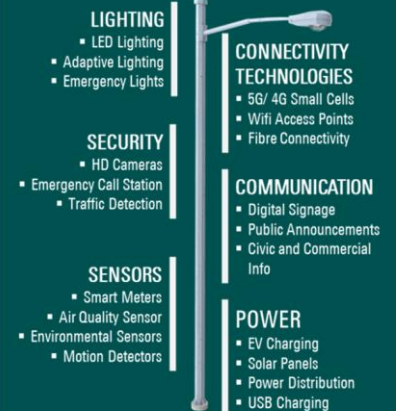 LIGHTING
▪ LED Lighting
▪ Adaptive Lighting
▪ Emergency Lights
CONNECTIVITY
TECHNOLOGIES
▪ 5G/ 4G Small Cells
▪ Wifi Access Points
▪ Fibre Connectivity
SECURITY
▪ HD Cameras
▪ Emergency Call Station
▪ Traffic Detection
COMMUNICATION
▪ Digital Signage
▪ Public Announcements
▪ Civic and Commercial
Info
SENSORS
▪ Smart Meters
▪ Air Quality Sensor
▪ Environmental Sensors
▪ Motion Detectors
POWER
▪ EV Charging
▪ Solar Panels
▪ Power Distribution
▪ USB Charging